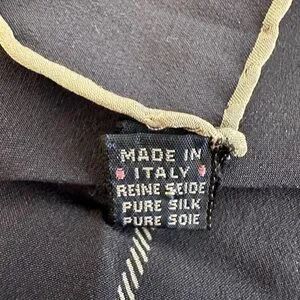 MADE IN
ITALY
REINE SEIDE
PURE SILK
PURE SOIE